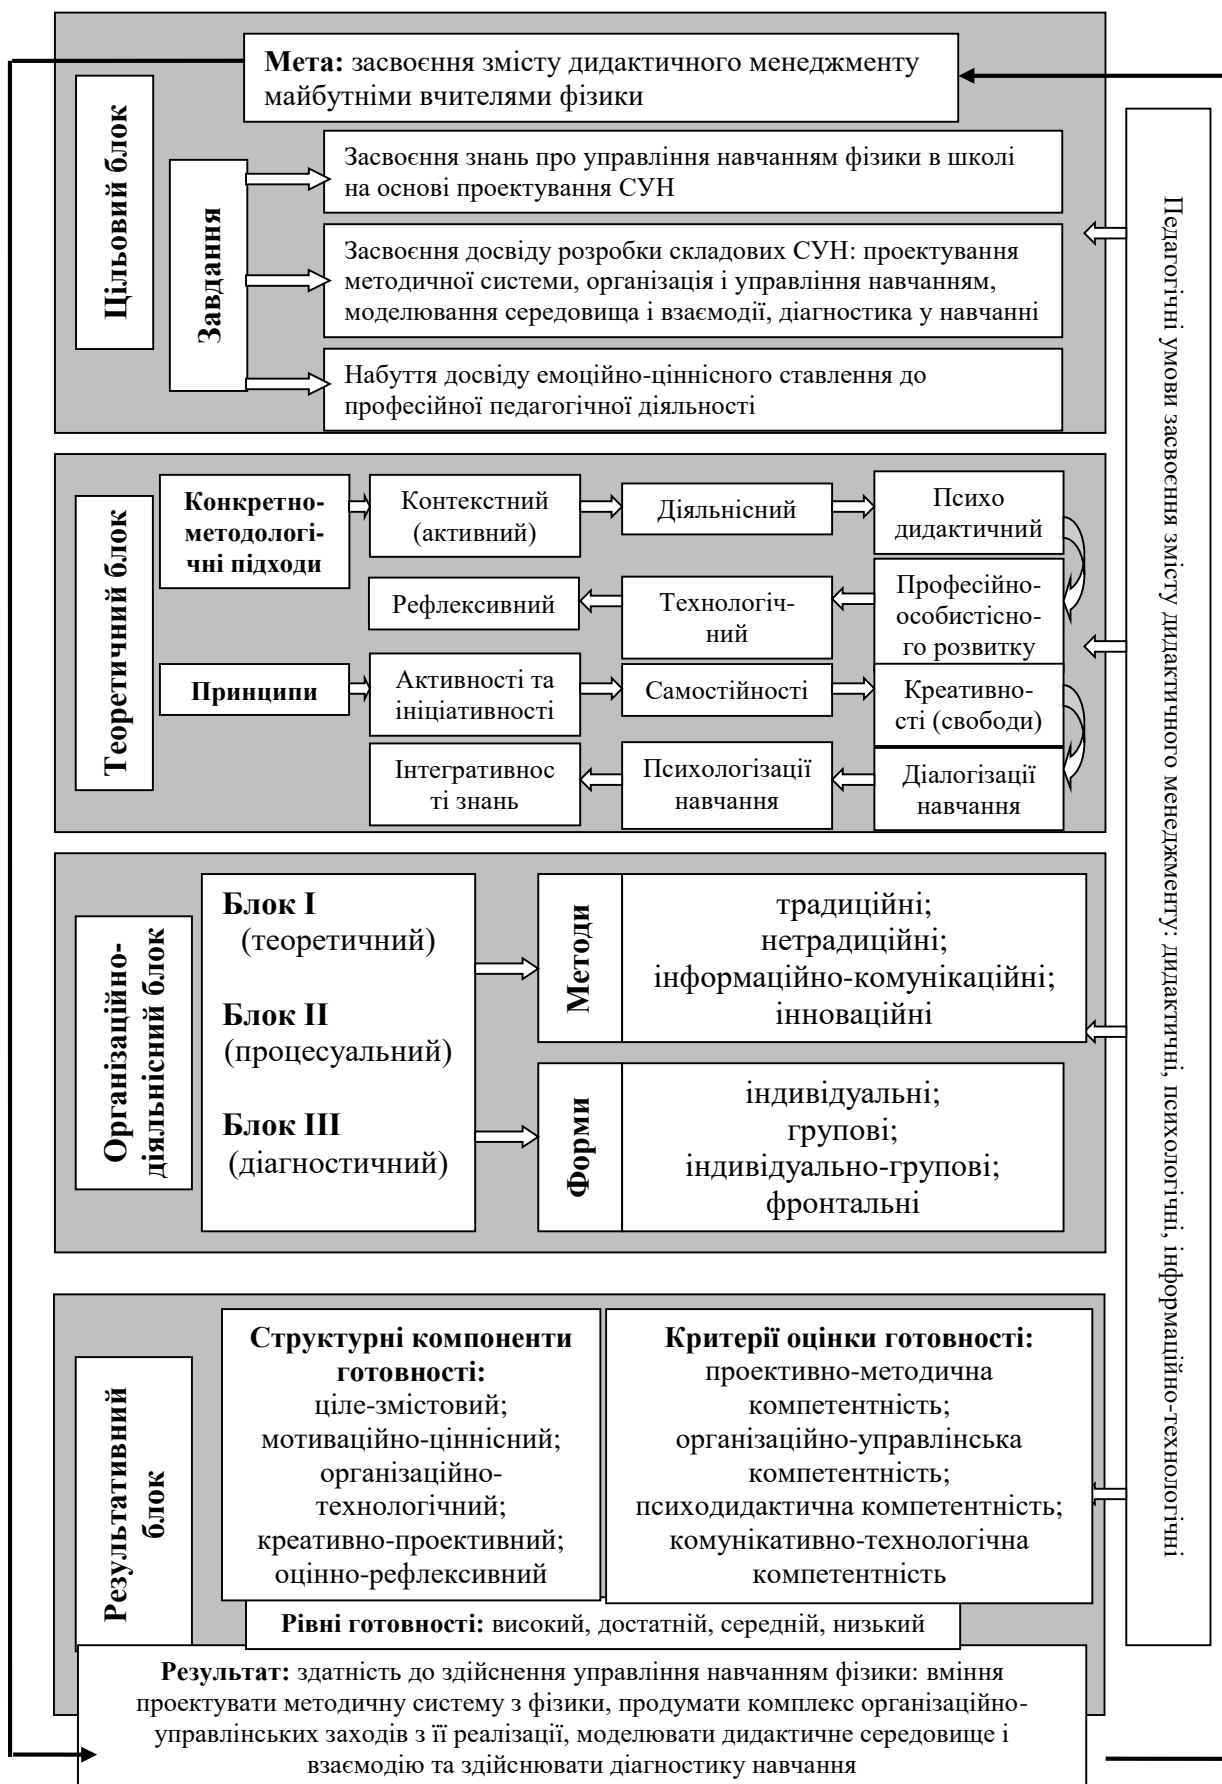 Мета: засвоєння змісту дидактичного менеджменту
майбутніми вчителями фізики
Цільовий блок
Завдання
Засвоєння знань про управління навчанням фізики в школі
на основі проектування СУН
Засвоєння досвіду розробки складових СУН: проектування
методичної системи, організація і управління навчанням,
моделювання середовища і взаємодії, діагностика у навчанні
Набуття досвіду емоційно-ціннісного ставлення до
професійної педагогічної діяльності
Теоретичний блок
Конкретно-
методологі-
чні підходи
Контекстний
(активний)
Діяльнісний
Психо
дидактичний
Рефлексивний
Технологіч-
ний
Професійно-
особистісно-
го розвитку
Принципи
Активності та
ініціативності
Самостійності
Креативно-
сті (свободи)
Інтегративнос
ті знань
Психологізації
навчання
Діалогізації
навчання
Організаційно-
діяльнісний блок
Блок І
(теоретичний)
Блок ІІ
(процесуальний)
Блок ІІІ
(діагностичний)
Методи
традиційні;
нетрадиційні;
інформаційно-комунікаційні;
інноваційні
Форми
індивідуальні;
групові;
індивідуально-групові;
фронтальні
Результативний
блок
Структурні компоненти
готовності:
ціле-змістовий;
мотиваційно-ціннісний;
організаційно-
технологічний;
креативно-проективний;
оцінно-рефлексивний
Критерії оцінки готовності:
проективно-методична
компетентність;
організаційно-управлінська
компетентність;
психодидактична компетентність;
комунікативно-технологічна
компетентність
Рівні готовності: високий, достатній, середній, низький
Результат: здатність до здійснення управління навчанням фізики: вміння
проектувати методичну систему з фізики, продумати комплекс організаційно-
управлінських заходів з її реалізації, моделювати дидактичне середовище і
взаємодію та здійснювати діагностику навчання
Педагогічні умови засвоєння змісту дидактичного менеджменту: дидактичні, психологічні, інформаційно-технологічні